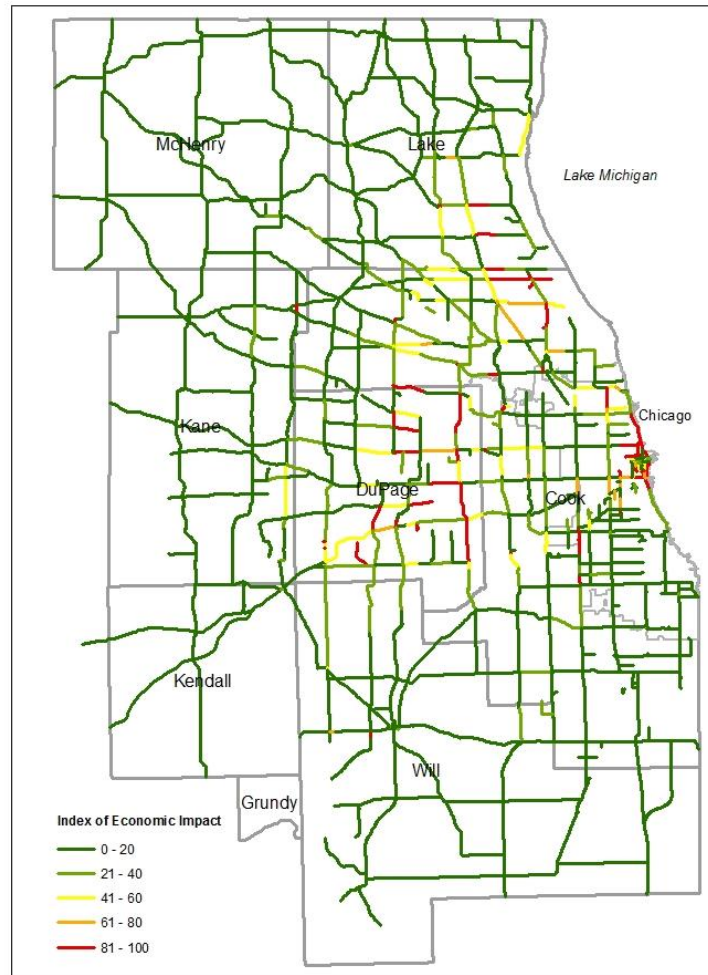 McHenry
Lake
Lake Michigan
Chicago
Kane
DuPage
Cook
Kendall
Will
Grundy
Index of Economic Impact
0 - 20
21 - 40
41 - 60
61 - 80
81 - 100